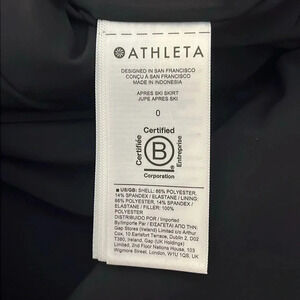 ATHLETA
DESIGNED IN SAN FRANCISCO
CONÇU À SAN FRANCISCO
MADE IN INDONESIA
APRES SKI SKIRT
JUPE APRES SKI
0
Certified
Certifiée
B
Entreprise
Corporation
■ US/GB: SHELL: 86% POLYESTER,
14% SPANDEX / ELASTANE / LINING:
86% POLYESTER, 14% SPANDEX /
ELASTANE / FILLER: 100%
POLYESTER
DISTRIBUIDO POR / Imported
By/Importe Par / ΕΙΣΑΓΕΤΑΙ ΑΠΟ ΤΗΝ
Gap Stores (Ireland) Limited c/o Arthur
Cox, 10 Earlsfort Terrace, Dublin 2, D02
T380, Ireland, Gap (UK Holdings)
Limited, 2nd Floor Nations House, 103
Wigmore Street, London, W1U 1QS, UK